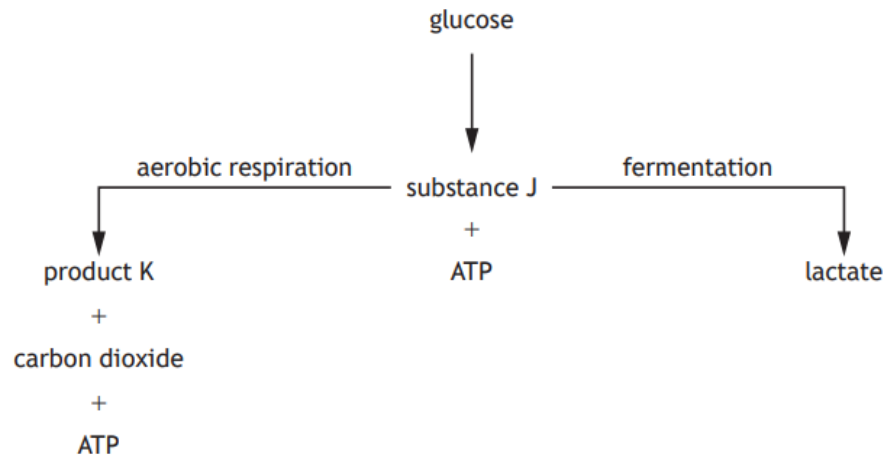 glucose
aerobic respiration
substance J
fermentation
+
product K
ATP
lactate
+
carbon dioxide
+
ATP